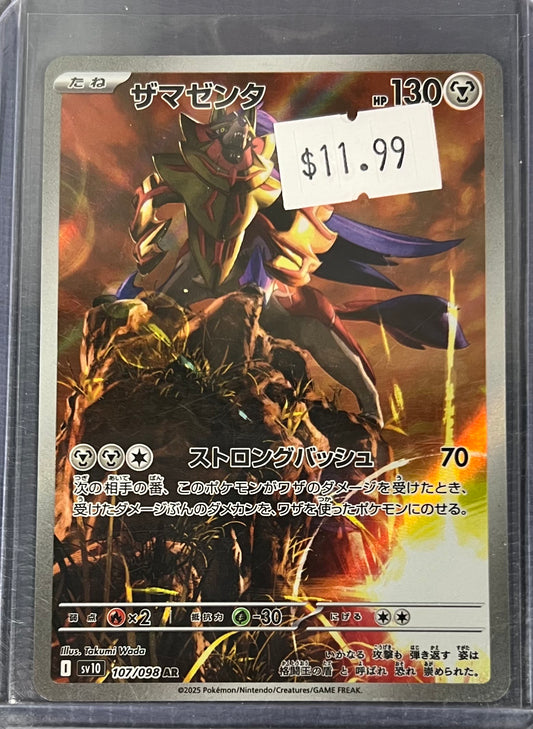 たね ザマゼンタ HP 130
$11.99
ストロングバッシュ 70
次の相手の番、このポケモンがワザのダメージを受けたとき、
受けたダメージぶんのダメカンを、ワザを使ったポケモンにのせる。
弱点 ×2 抵抗力 -30 にげる
Illus. Takumi Wada
I sv10 107/098 AR
いかなる 攻撃も 弾き返す 姿は
格闘王の盾 と 呼ばれ 恐れ 崇められた。
©2025 Pokémon/Nintendo/Creatures/GAME FREAK.